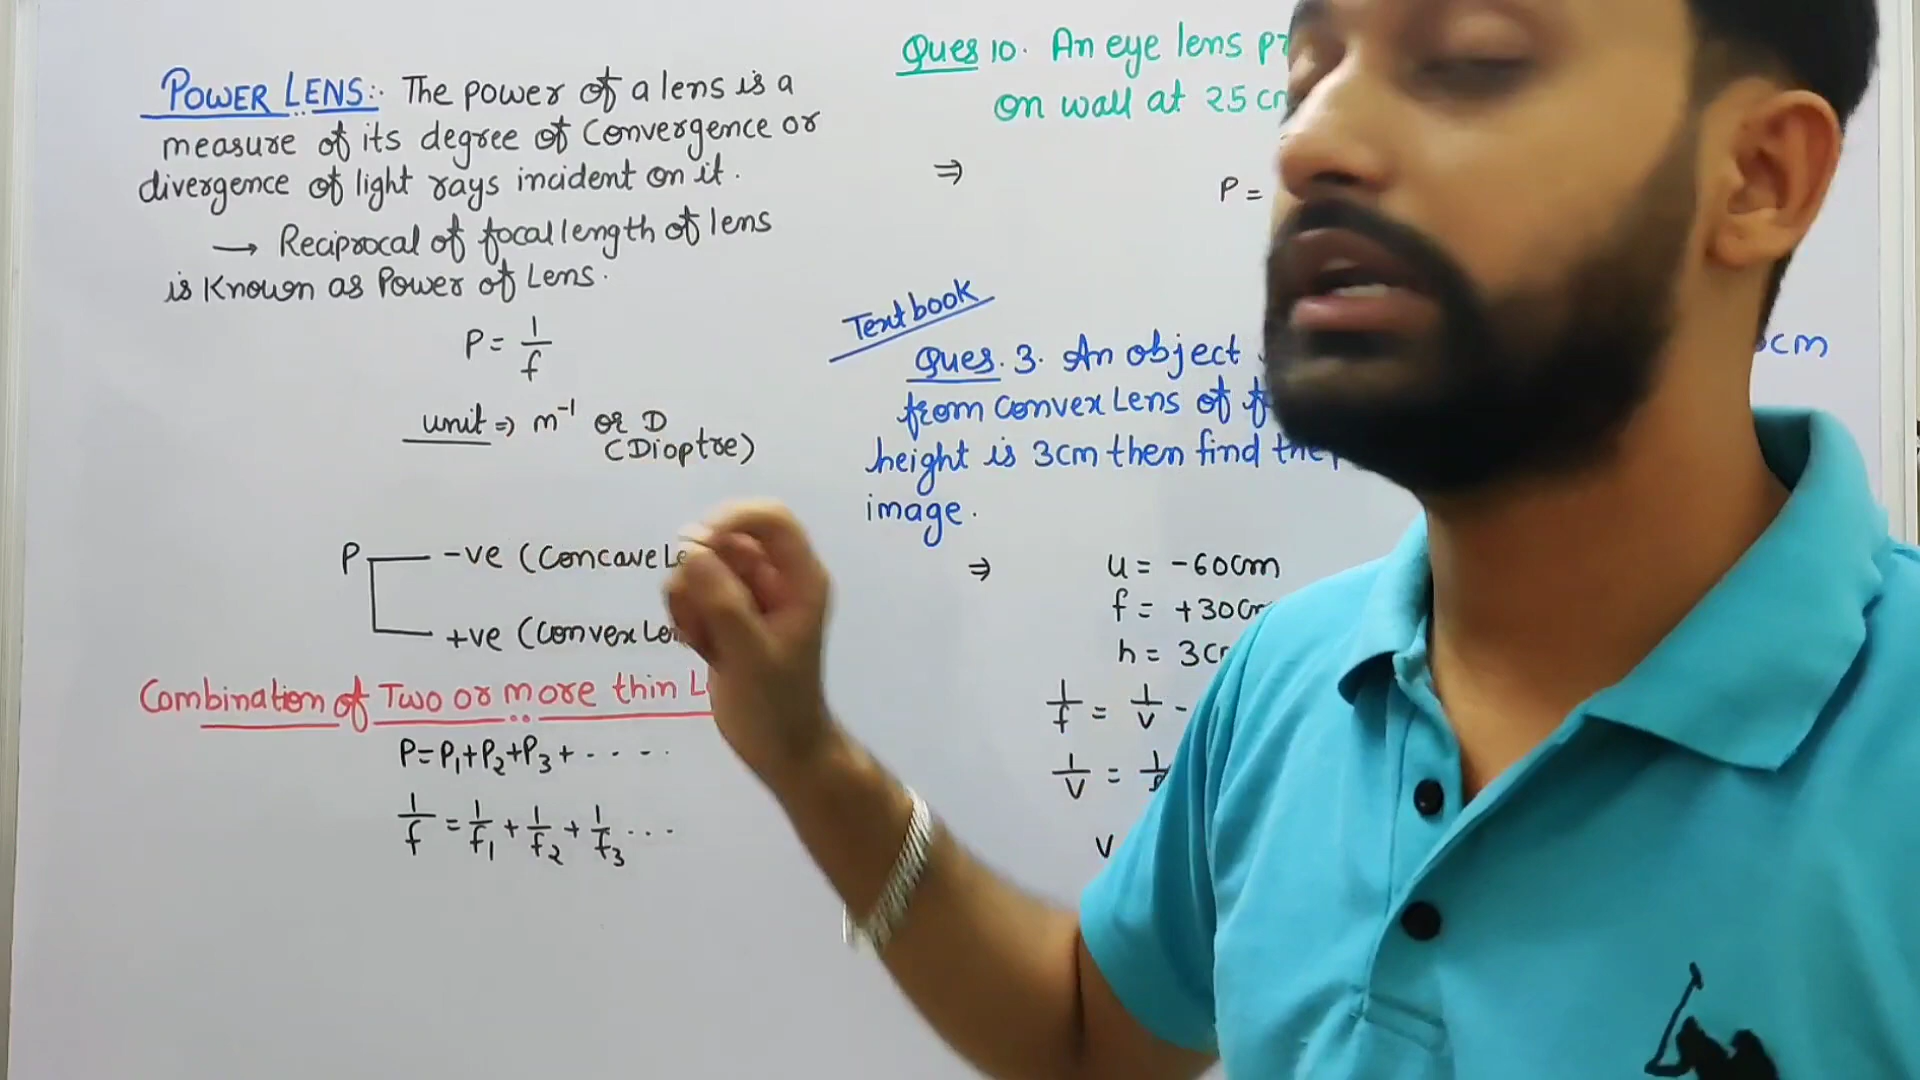 POWER LENS:- The power of a lens is a
measure of its degree of Convergence or
divergence of light rays incident on it.
→ Reciprocal of focal length of lens
is Known as Power of Lens.
P = 1/f
unit ⇒ m⁻¹ or D
(Dioptre)
P -ve (Concave
+ve (Convex
Combination of Two or more thin
P=P₁+P₂+P₃+ - - - -
1/f = 1/f₁ + 1/f₂ + 1/f₃ ...
Ques 10. An eye lens
on wall at 25
⇒ P =
Textbook
Ques. 3. An object cm
from Convex Lens of
height is 3cm then find
image.
⇒ u = -60cm
f = +30
h = 3
1/f = 1/v -
1/v =
v